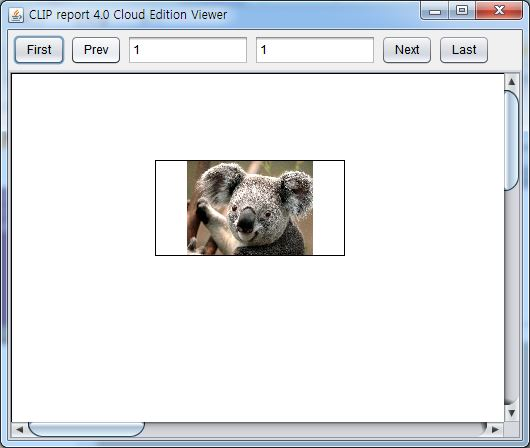 CLIP report 4.0 Cloud Edition Viewer
First Prev 1 1 Next Last